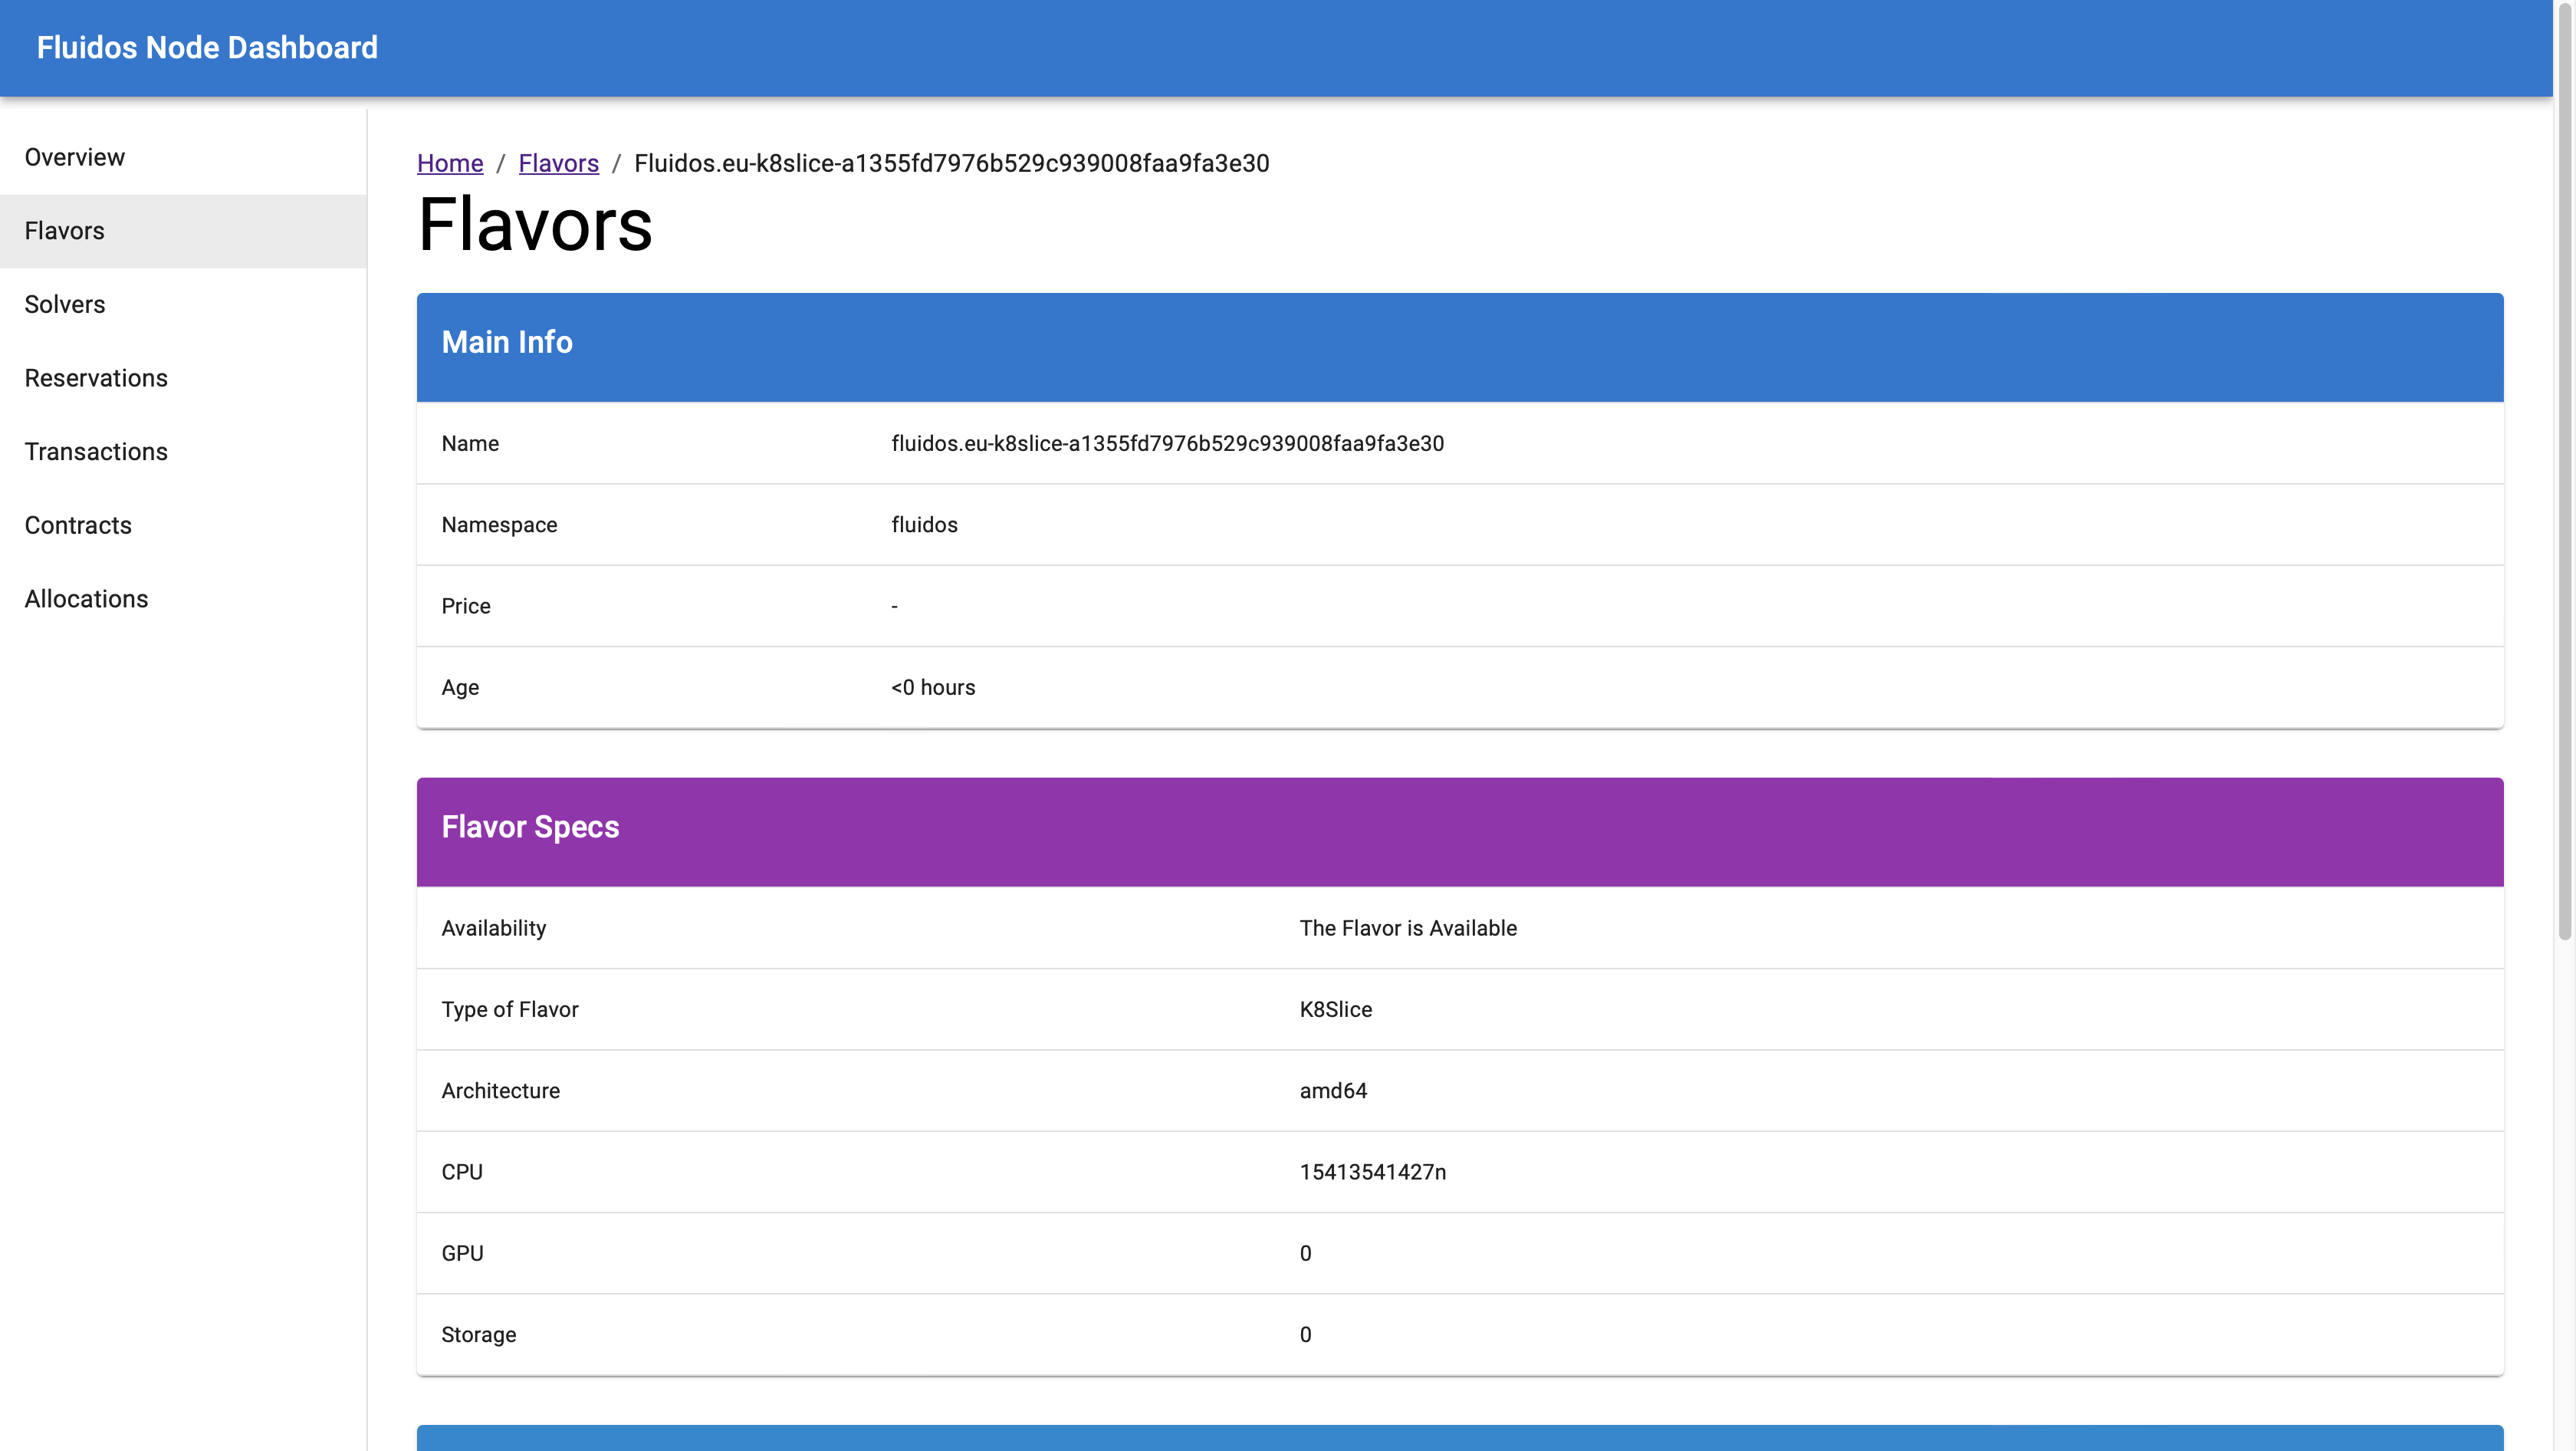 Fluidos Node Dashboard
Overview
Flavors
Solvers
Reservations
Transactions
Contracts
Allocations
Home / Flavors / Fluidos.eu-k8slice-a1355fd7976b529c939008faa9fa3e30
Flavors
Main Info
Name fluidos.eu-k8slice-a1355fd7976b529c939008faa9fa3e30
Namespace fluidos
Price -
Age <0 hours
Flavor Specs
Availability The Flavor is Available
Type of Flavor K8Slice
Architecture amd64
CPU 15413541427n
GPU 0
Storage 0